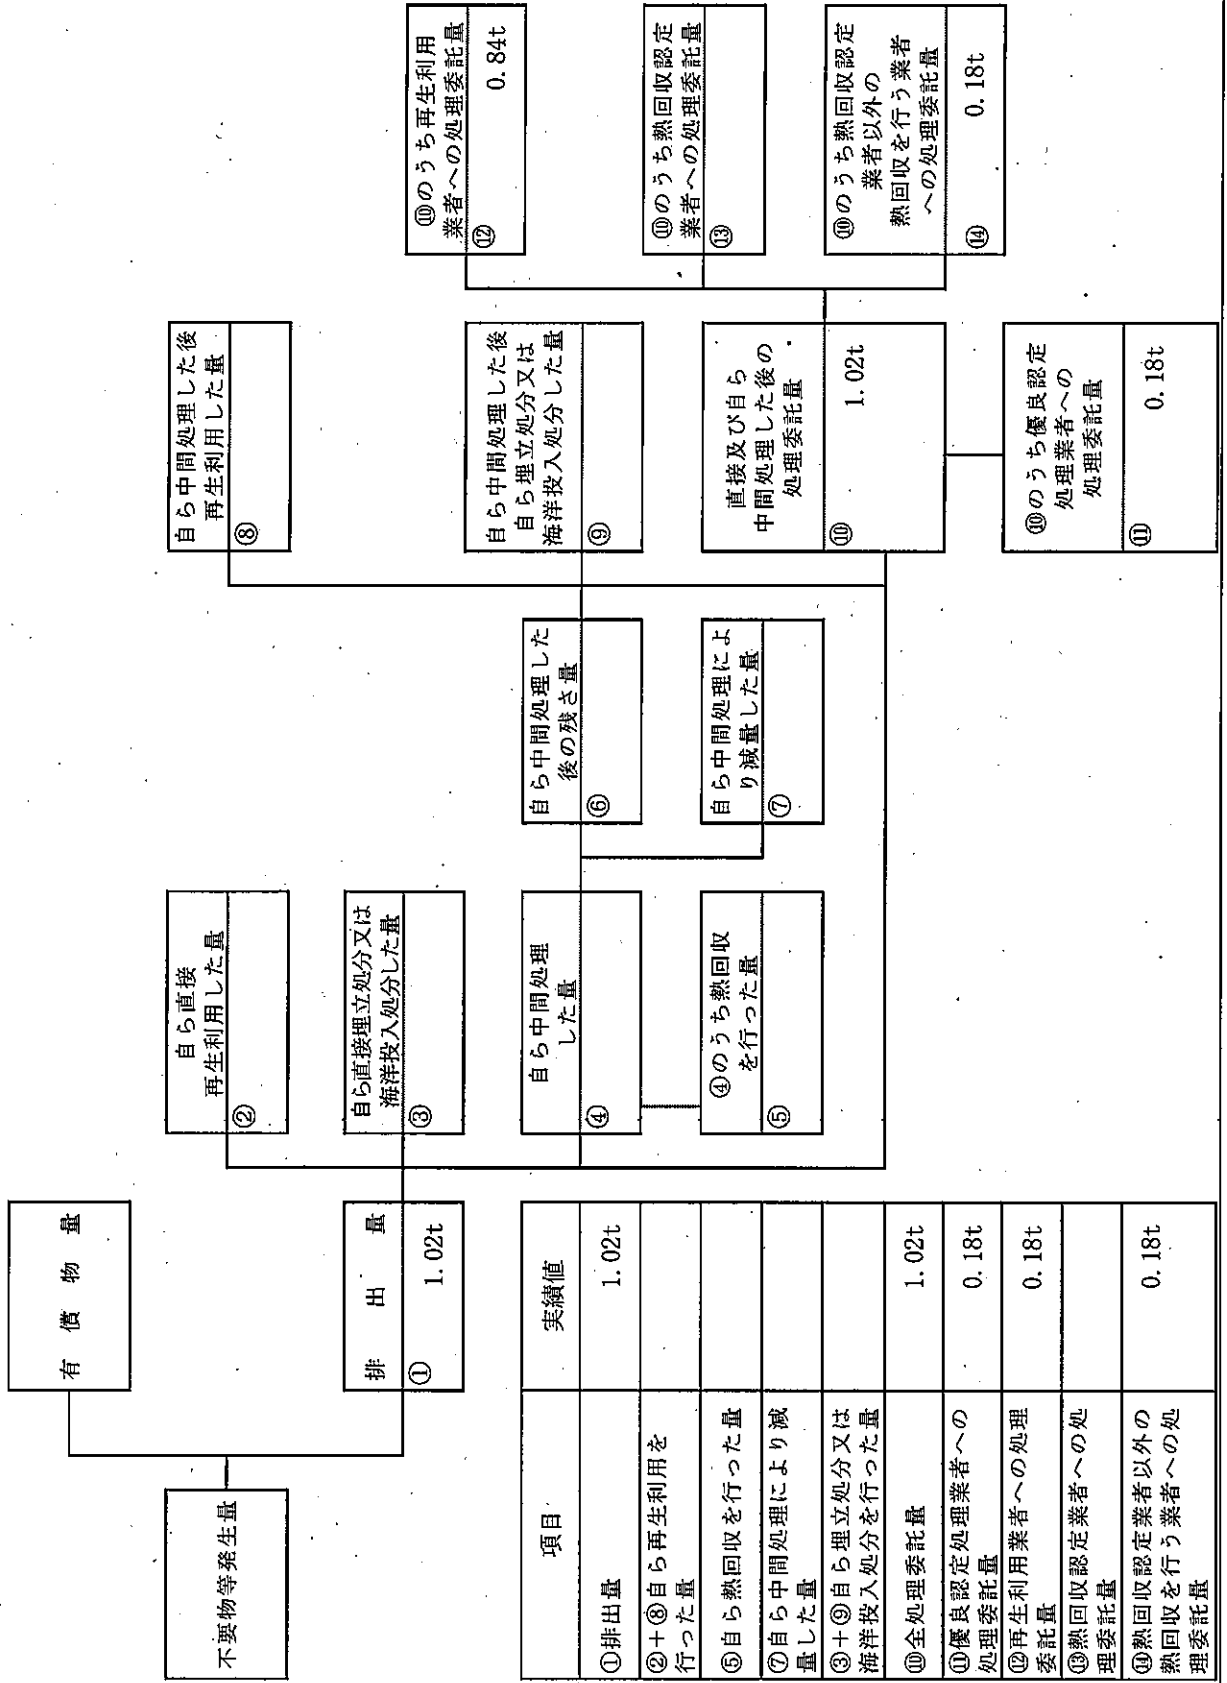 有償物量
不要物等発生量
排出量
① 1.02t
自ら直接
再生利用した量
②
自ら直接埋立処分又は
海洋投入処分した量
③
自ら中間処理
した量
④
④のうち熱回収
を行った量
⑤
自ら中間処理した
後の残さ量
⑥
自ら中間処理によ
り減量した量
⑦
自ら中間処理した後
再生利用した量
⑧
自ら中間処理した後
自ら埋立処分又は
海洋投入処分した量
⑨
直接及び自ら
中間処理した後の
処理委託量
⑩ 1.02t
⑩のうち優良認定
処理業者への
処理委託量
⑪ 0.18t
⑩のうち再生利用
業者への処理委託量
⑫ 0.84t
⑩のうち熱回収認定
業者への処理委託量
⑬
⑩のうち熱回収認定
業者以外の
熱回収を行う業者
への処理委託量
⑭ 0.18t
項目 実績値
①排出量 1.02t
②+⑧自ら再生利用を
行った量
⑤自ら熱回収を行った量
⑦自ら中間処理により減
量した量
③+⑨自ら埋立処分又は
海洋投入処分を行った量
⑩全処理委託量 1.02t
⑪優良認定処理業者への
処理委託量 0.18t
⑫再生利用業者への処理
委託量 0.18t
⑬熱回収認定業者への処
理委託量
⑭熱回収認定業者以外の
熱回収を行う業者への処
理委託量 0.18t